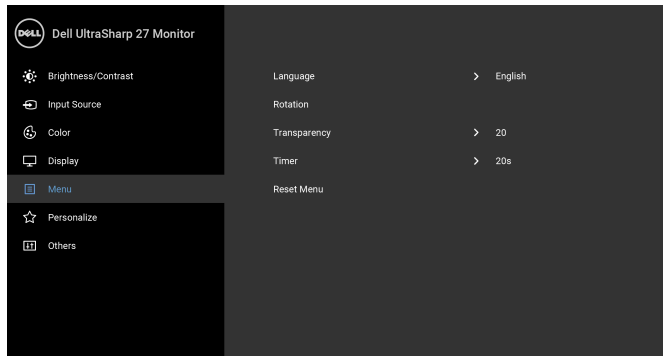 DELL Dell UltraSharp 27 Monitor
Brightness/Contrast
Input Source
Color
Display
Menu
Personalize
Others
Language English
Rotation
Transparency 20
Timer 20s
Reset Menu